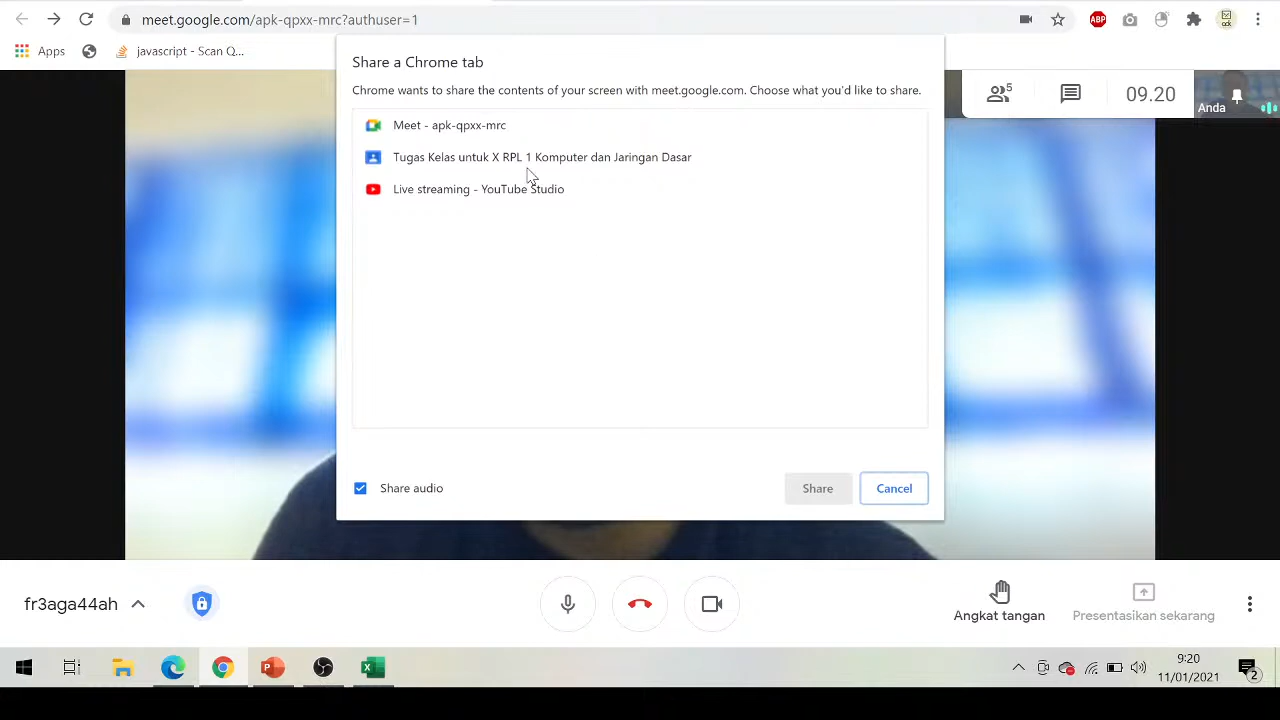 meet.google.com/apk-qpxx-mrc?authuser=1
ABP
Apps
javascript - Scan Q...
Share a Chrome tab
Chrome wants to share the contents of your screen with meet.google.com. Choose what you'd like to share.
Meet - apk-qpxx-mrc
Tugas Kelas untuk X RPL 1 Komputer dan Jaringan Dasar
Live streaming - YouTube Studio
Share audio
Share
Cancel
5
09.20
Anda
fr3aga44ah
Angkat tangan
Presentasikan sekarang
9:20
11/01/2021
2